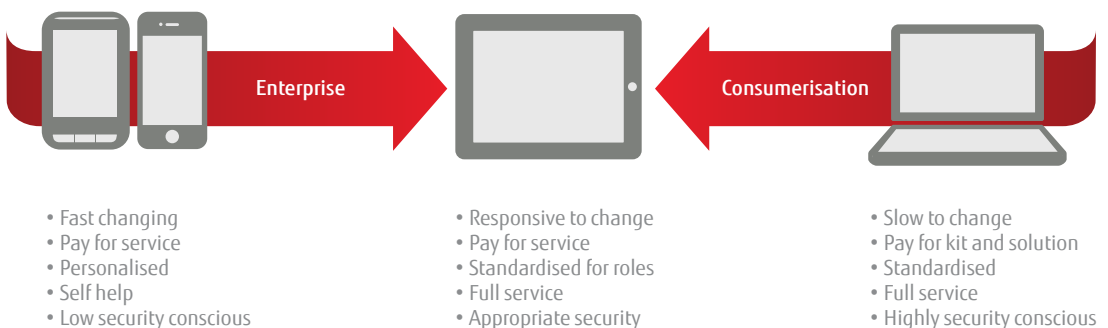 Enterprise
Consumerisation
• Fast changing
• Pay for service
• Personalised
• Self help
• Low security conscious
• Responsive to change
• Pay for service
• Standardised for roles
• Full service
• Appropriate security
• Slow to change
• Pay for kit and solution
• Standardised
• Full service
• Highly security conscious